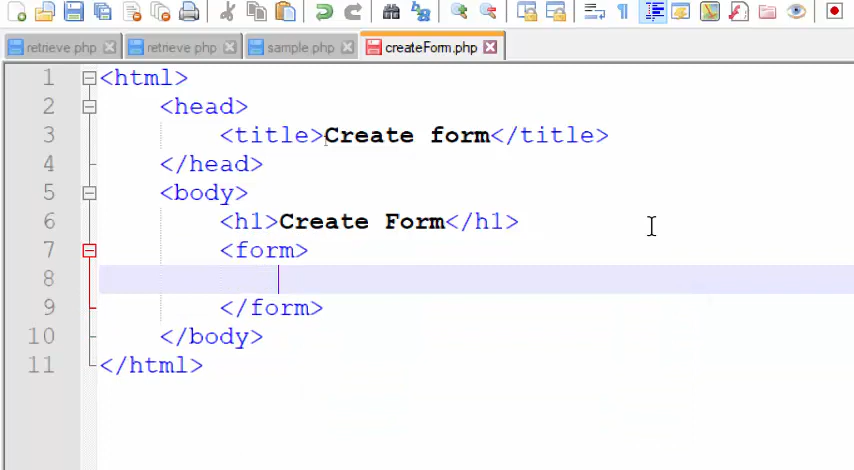 retrieve.php retrieve.php sample.php createForm.php
1 <html>
2 <head>
3 <title>Create form</title>
4 </head>
5 <body>
6 <h1>Create Form</h1>
7 <form>
8
9 </form>
10 </body>
11 </html>